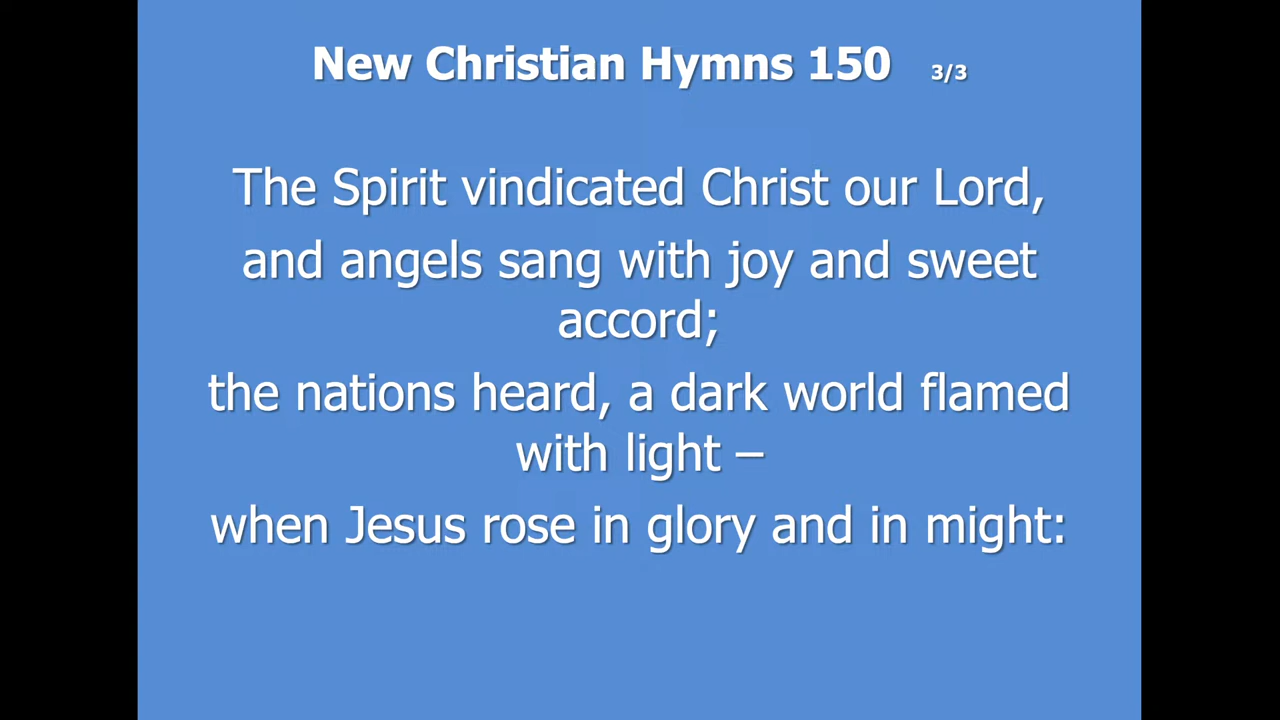 New Christian Hymns 150 3/3
The Spirit vindicated Christ our Lord,
and angels sang with joy and sweet
accord;
the nations heard, a dark world flamed
with light –
when Jesus rose in glory and in might: